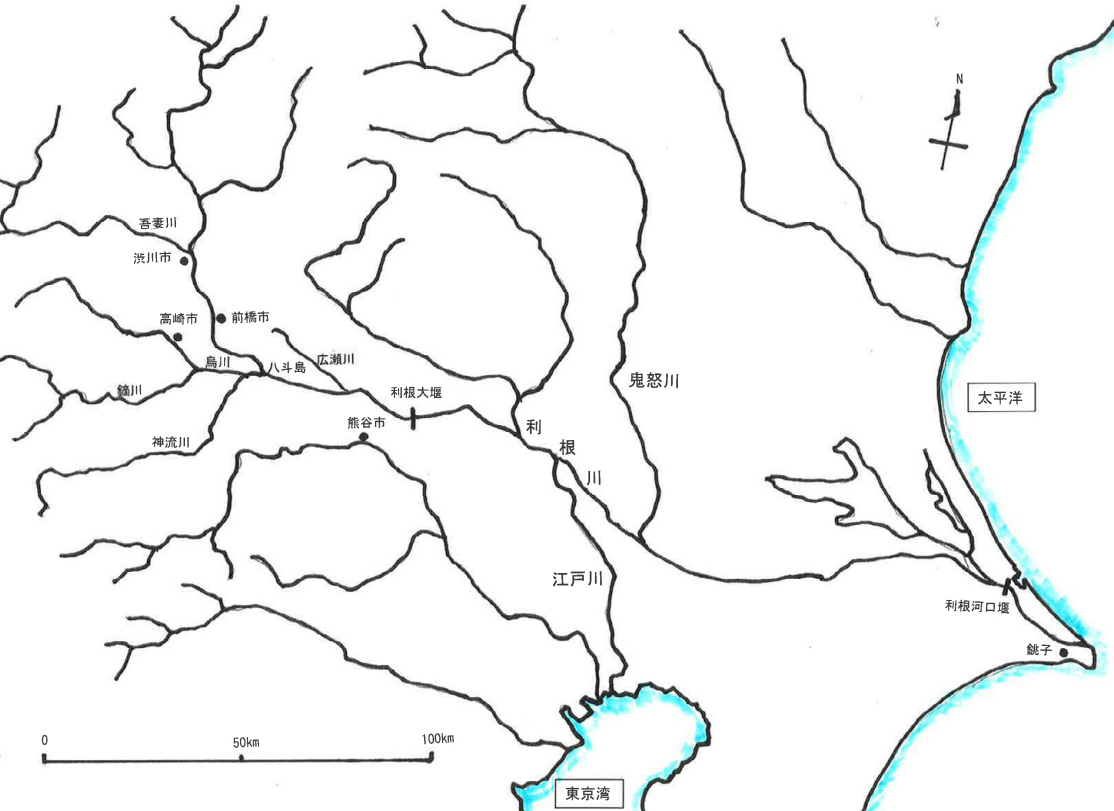 N
吾妻川
渋川市
高崎市
前橋市
烏川
八斗島
広瀬川
鏑川
利根大堰
鬼怒川
太平洋
熊谷市
神流川
利根川
江戸川
利根河口堰
銚子
0
50km
100km
東京湾